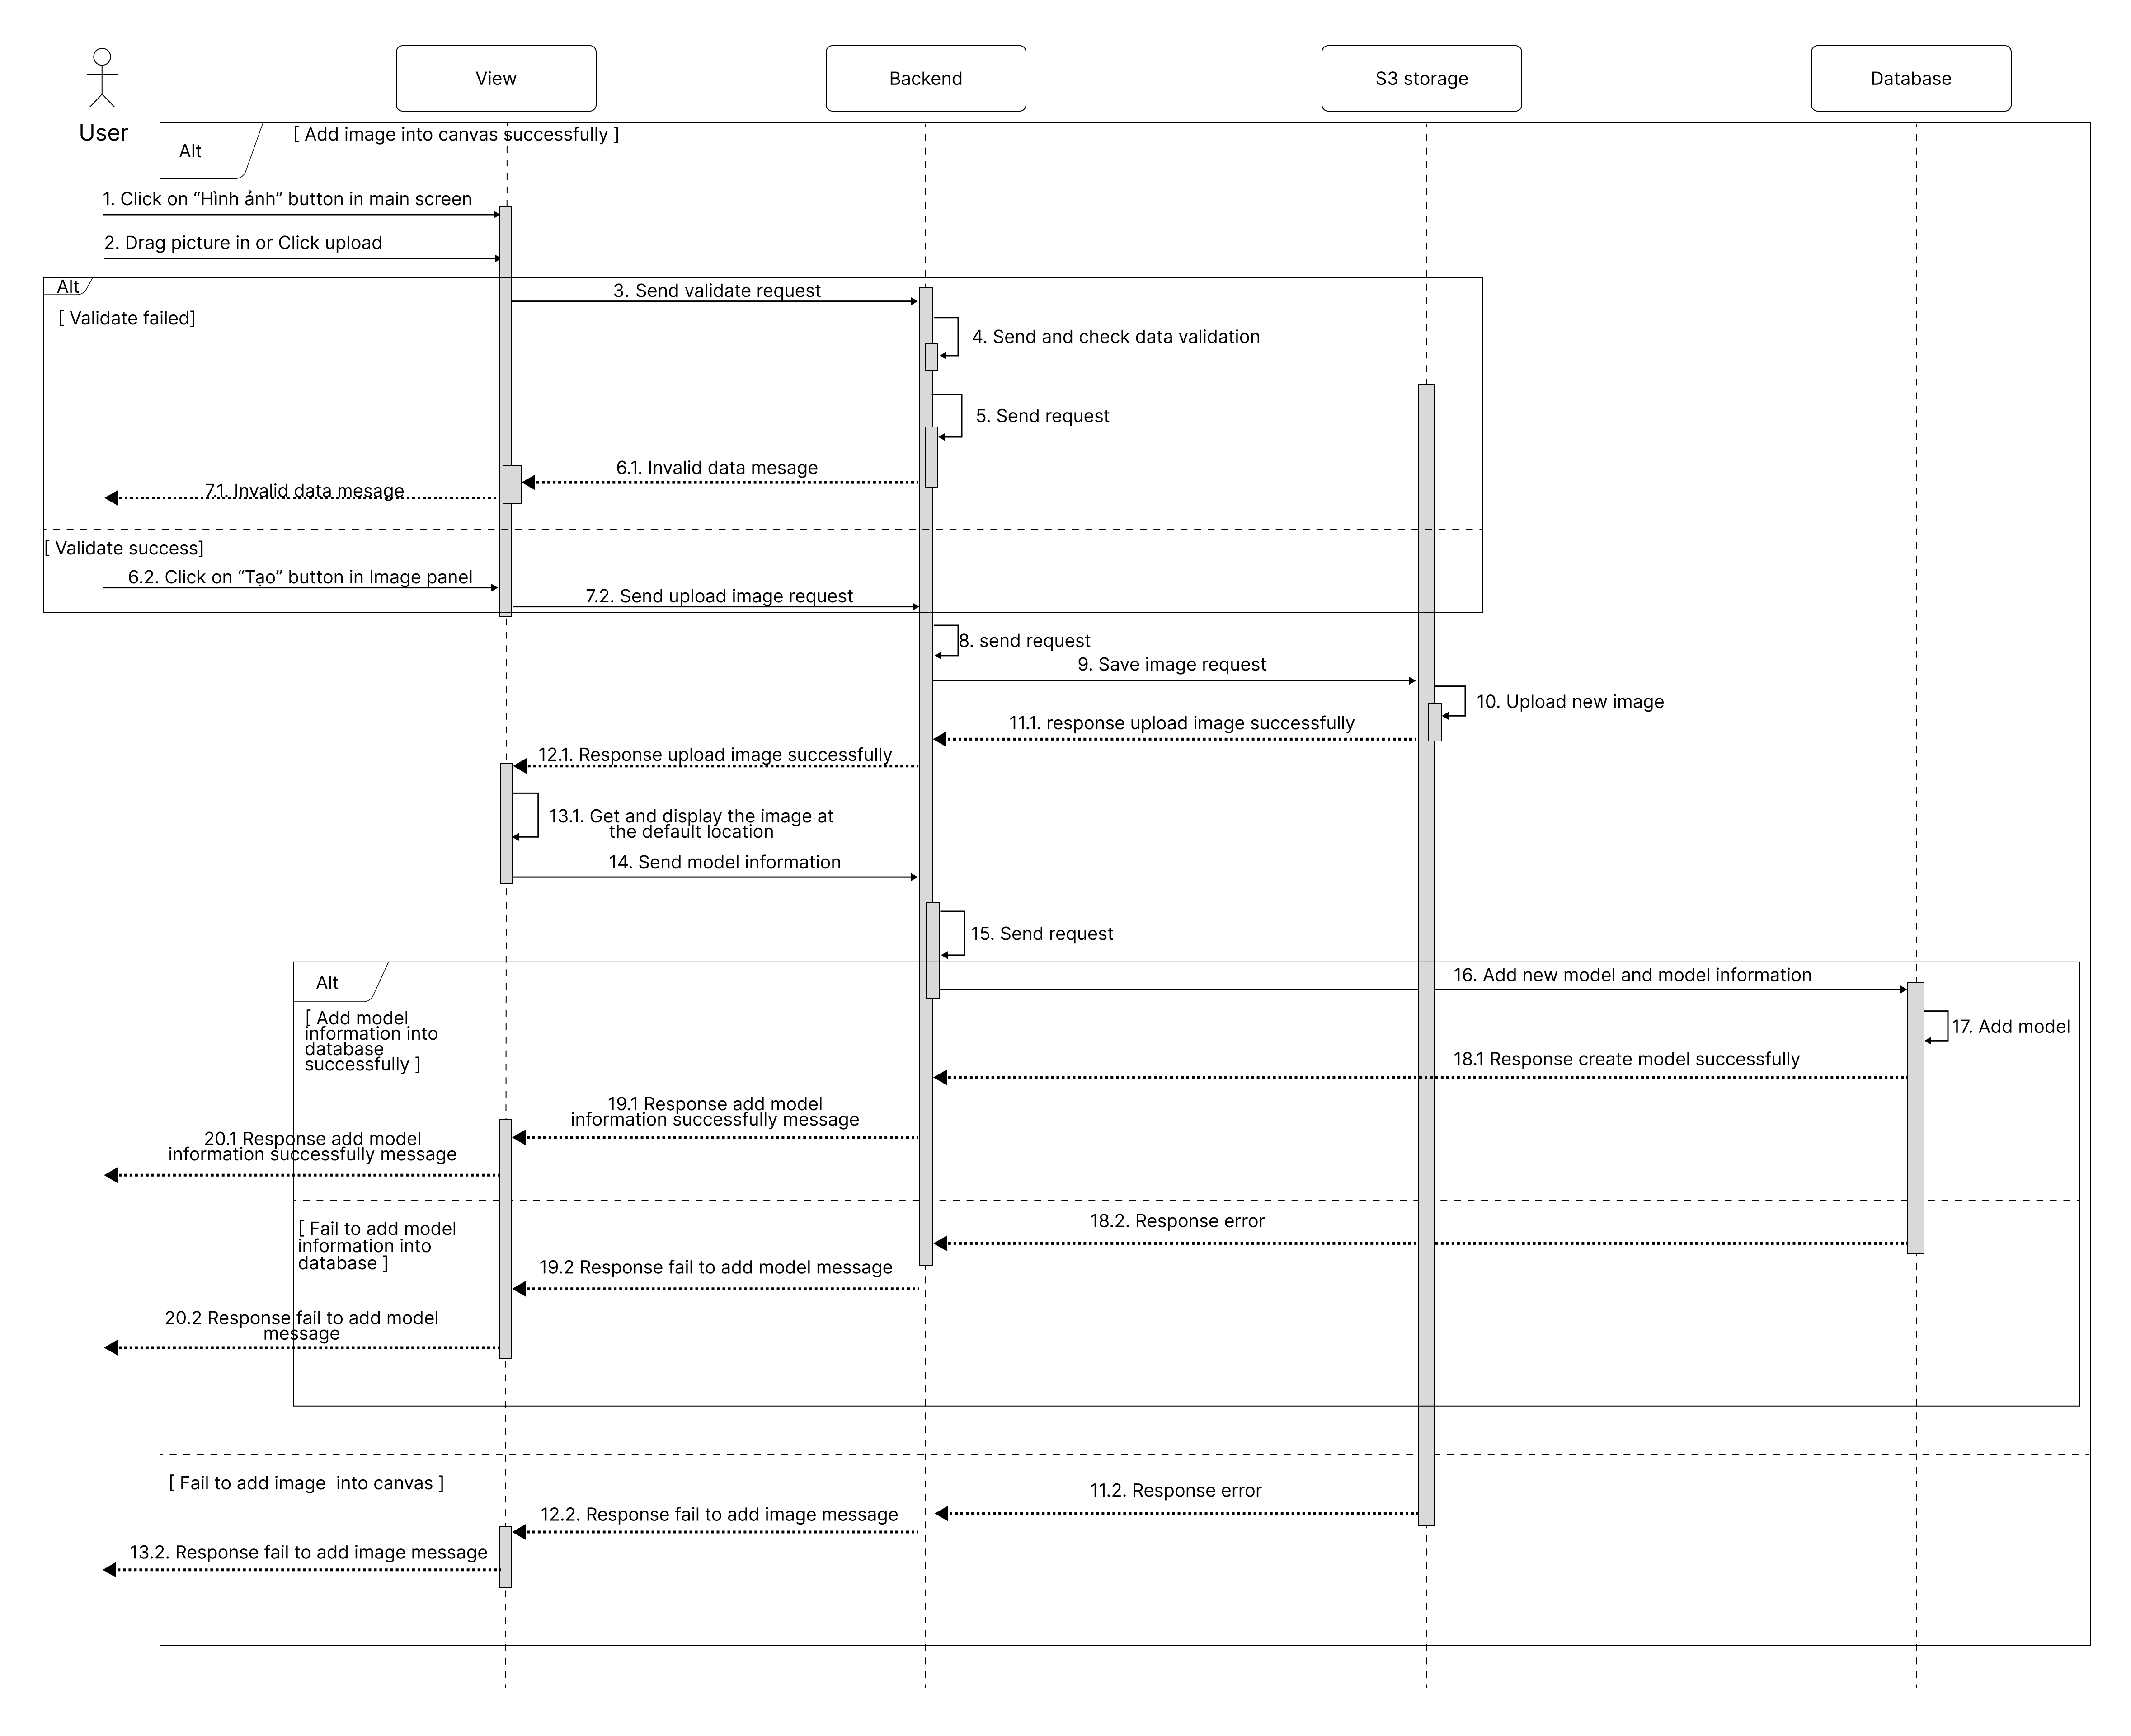 View
Backend
S3 storage
Database
User
Alt
[ Add image into canvas successfully ]
1. Click on “Hình ảnh” button in main screen
2. Drag picture in or Click upload
Alt
[ Validate failed]
3. Send validate request
4. Send and check data validation
5. Send request
6.1. Invalid data mesage
7.1. Invalid data mesage
[ Validate success]
6.2. Click on “Tạo” button in Image panel
7.2. Send upload image request
8. send request
9. Save image request
10. Upload new image
11.1. response upload image successfully
12.1. Response upload image successfully
13.1. Get and display the image at
the default location
14. Send model information
15. Send request
Alt
16. Add new model and model information
[ Add model
information into
database
successfully ]
17. Add model
18.1 Response create model successfully
19.1 Response add model
information successfully message
20.1 Response add model
information successfully message
[ Fail to add model
information into
database ]
18.2. Response error
19.2 Response fail to add model message
20.2 Response fail to add model
message
[ Fail to add image  into canvas ]
11.2. Response error
12.2. Response fail to add image message
13.2. Response fail to add image message